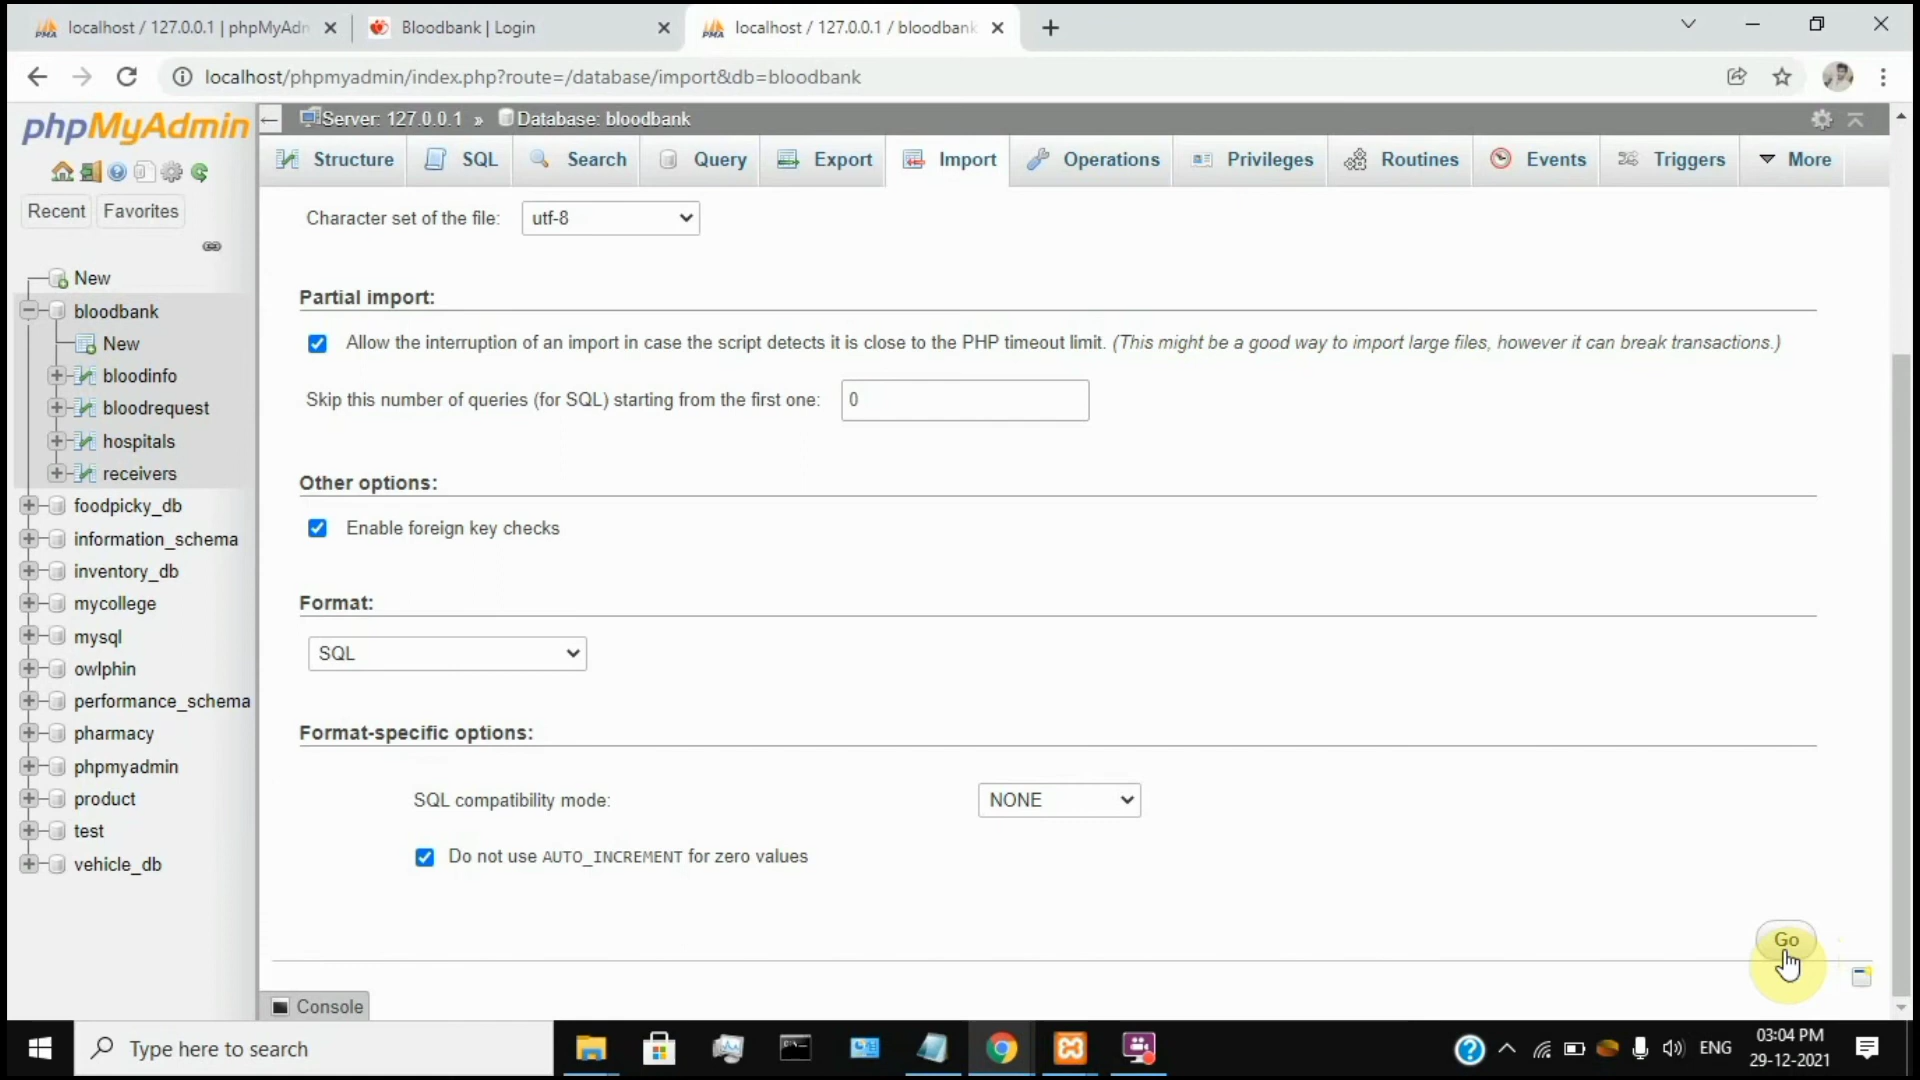 localhost / 127.0.0.1 | phpMyAdn
Bloodbank | Login
localhost / 127.0.0.1 / bloodbank
localhost/phpmyadmin/index.php?route=/database/import&db=bloodbank
phpMyAdmin
Server: 127.0.0.1 » Database: bloodbank
Structure
SQL
Search
Query
Export
Import
Operations
Privileges
Routines
Events
Triggers
More
Recent
Favorites
New
bloodbank
New
bloodinfo
bloodrequest
hospitals
receivers
foodpicky_db
information_schema
inventory_db
mycollege
mysql
owlphin
performance_schema
pharmacy
phpmyadmin
product
test
vehicle_db
Character set of the file: utf-8
Partial import:
Allow the interruption of an import in case the script detects it is close to the PHP timeout limit. (This might be a good way to import large files, however it can break transactions.)
Skip this number of queries (for SQL) starting from the first one: 0
Other options:
Enable foreign key checks
Format:
SQL
Format-specific options:
SQL compatibility mode: NONE
Do not use AUTO_INCREMENT for zero values
Go
Console
Type here to search
ENG
03:04 PM
29-12-2021